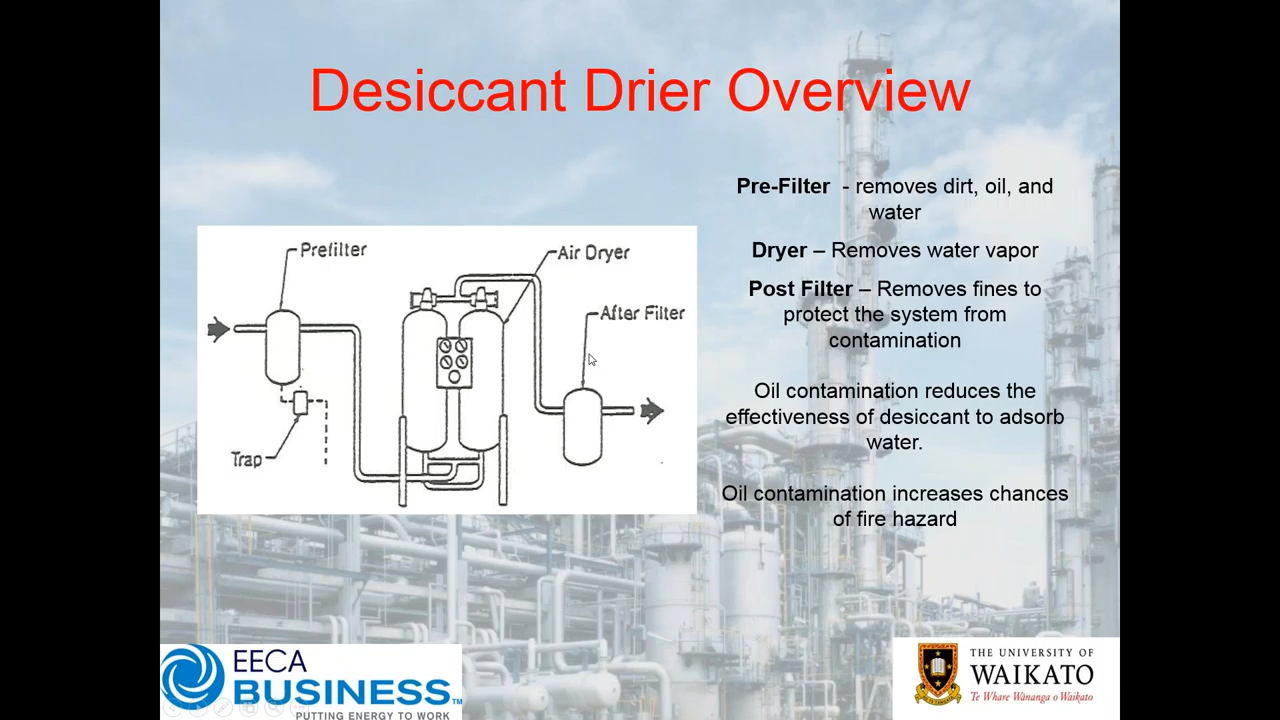 Desiccant Drier Overview
Prefilter
Air Dryer
After Filter
Trap
Pre-Filter - removes dirt, oil, and
water
Dryer – Removes water vapor
Post Filter – Removes fines to
protect the system from
contamination
Oil contamination reduces the
effectiveness of desiccant to adsorb
water.
Oil contamination increases chances
of fire hazard
EECA
BUSINESS™
PUTTING ENERGY TO WORK
THE UNIVERSITY OF
WAIKATO
Te Whare Wānanga o Waikato